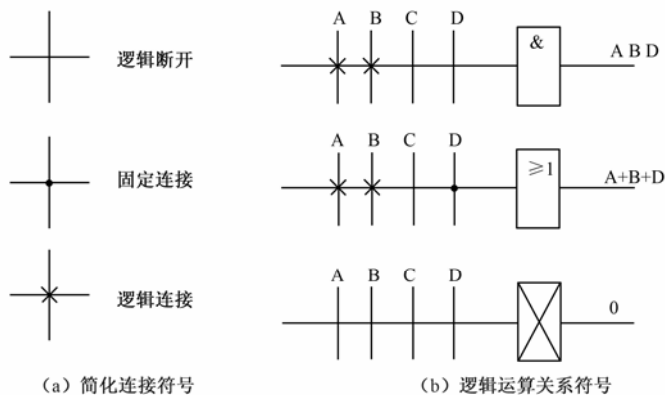 A B C D
&
A B D
逻辑断开
A B C D
≥1
A+B+D
固定连接
A B C D
0
逻辑连接
(a) 简化连接符号
(b) 逻辑运算关系符号